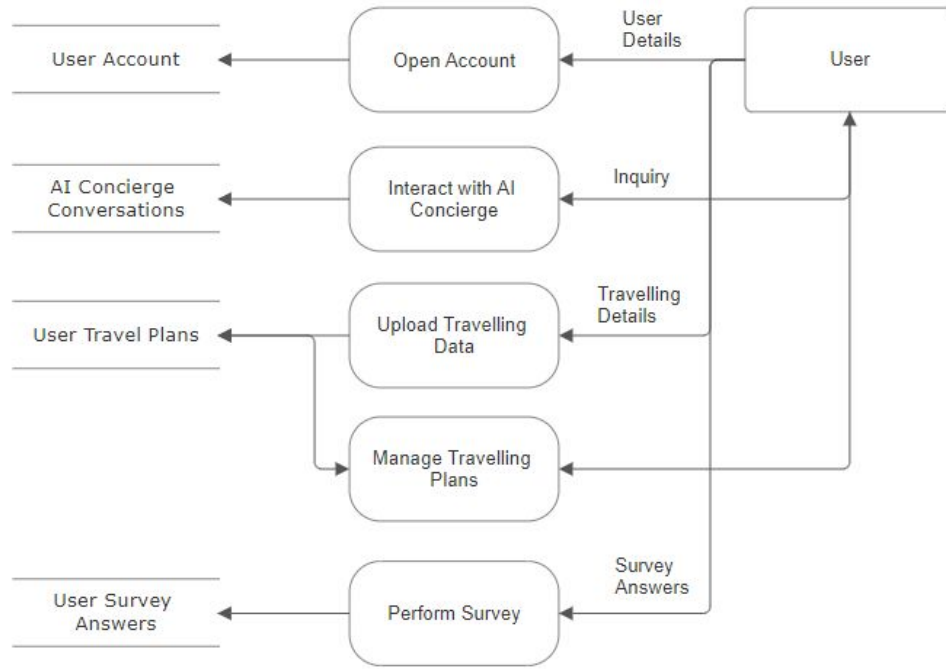 User
Details
User Account
Open Account
User
AI Concierge
Conversations
Interact with AI
Concierge
Inquiry
User Travel Plans
Upload Travelling
Data
Travelling
Details
Manage Travelling
Plans
User Survey
Answers
Perform Survey
Survey
Answers